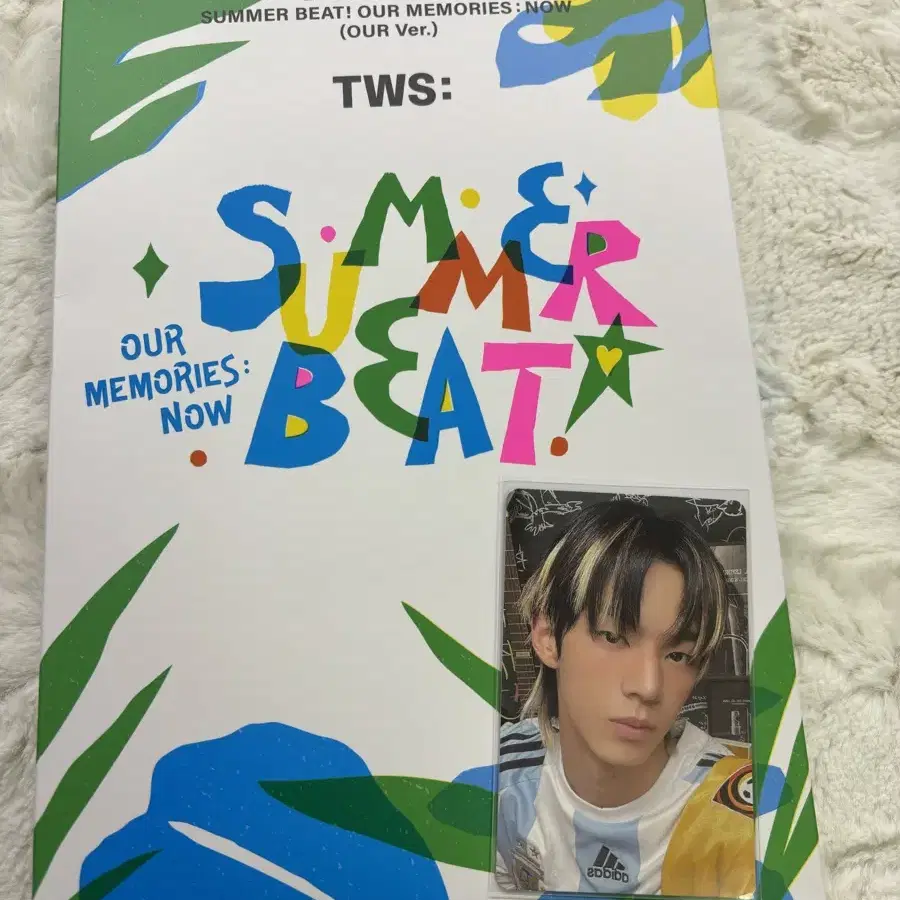 SUMMER BEAT! OUR MEMORIES : NOW
(OUR Ver.)
TWS:
SUMMER
BEAT!
OUR
MEMORIES:
NOW
adidas